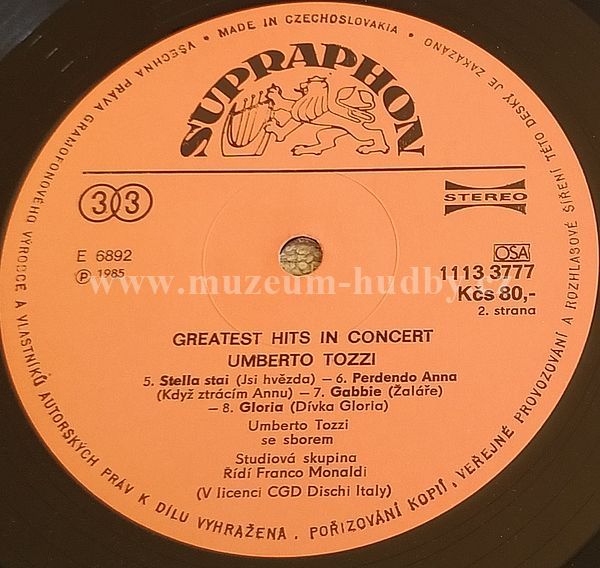 VŠECHNA PRÁVA GRAMOFONOVÉHO VÝROBCE A VLASTNÍKŮ AUTORSKÝCH PRÁV K DÍLU VYHRAŽENA. POŘIZOVÁNÍ KOPIÍ, VEŘEJNÉ PROVOZOVÁNÍ A ROZHLASOVÉ ŠÍŘENÍ TÉTO DESKY JE ZAKÁZÁNO
• MADE IN CZECHOSLOVAKIA •
SUPRAPHON
33
STEREO
E 6892
OSA
Ⓟ 1985
1113 3777
www.muzeum-hudby.
Kčs 80,-
2. strana
GREATEST HITS IN CONCERT
UMBERTO TOZZI
5. Stella stai (Jsi hvězda) – 6. Perdendo Anna
(Když ztrácím Annu) – 7. Gabbie (Žaláře)
– 8. Gloria (Dívka Gloria)
Umberto Tozzi
se sborem
Studiová skupina
Řídí Franco Monaldi
(V licenci CGD Dischi Italy)